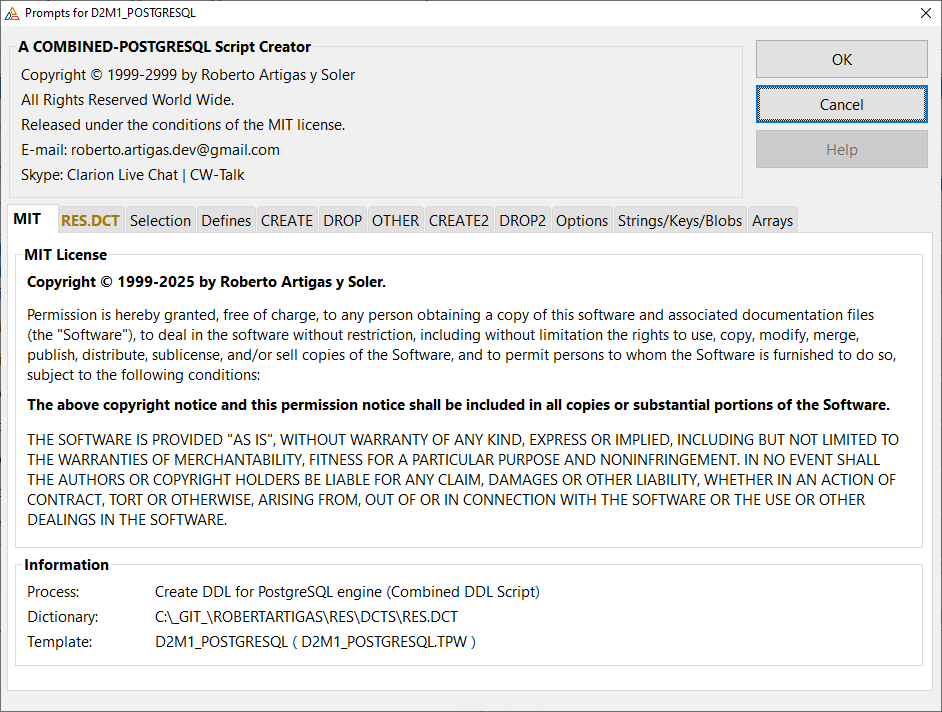 Prompts for D2M1_POSTGRESQL
A COMBINED-POSTGRESQL Script Creator
Copyright © 1999-2999 by Roberto Artigas y Soler
All Rights Reserved World Wide.
Released under the conditions of the MIT license.
E-mail: roberto.artigas.dev@gmail.com
Skype: Clarion Live Chat | CW-Talk
OK
Cancel
Help
MIT RES.DCT Selection Defines CREATE DROP OTHER CREATE2 DROP2 Options Strings/Keys/Blobs Arrays
MIT License
Copyright © 1999-2025 by Roberto Artigas y Soler.
Permission is hereby granted, free of charge, to any person obtaining a copy of this software and associated documentation files
(the "Software"), to deal in the software without restriction, including without limitation the rights to use, copy, modify, merge,
publish, distribute, sublicense, and/or sell copies of the Software, and to permit persons to whom the Software is furnished to do so,
subject to the following conditions:
The above copyright notice and this permission notice shall be included in all copies or substantial portions of the Software.
THE SOFTWARE IS PROVIDED "AS IS", WITHOUT WARRANTY OF ANY KIND, EXPRESS OR IMPLIED, INCLUDING BUT NOT LIMITED TO
THE WARRANTIES OF MERCHANTABILITY, FITNESS FOR A PARTICULAR PURPOSE AND NONINFRINGEMENT. IN NO EVENT SHALL
THE AUTHORS OR COPYRIGHT HOLDERS BE LIABLE FOR ANY CLAIM, DAMAGES OR OTHER LIABILITY, WHETHER IN AN ACTION OF
CONTRACT, TORT OR OTHERWISE, ARISING FROM, OUT OF OR IN CONNECTION WITH THE SOFTWARE OR THE USE OR OTHER
DEALINGS IN THE SOFTWARE.
Information
Process: Create DDL for PostgreSQL engine (Combined DDL Script)
Dictionary: C:\_GIT_\ROBERTARTIGAS\RES\DCTS\RES.DCT
Template: D2M1_POSTGRESQL ( D2M1_POSTGRESQL.TPW )